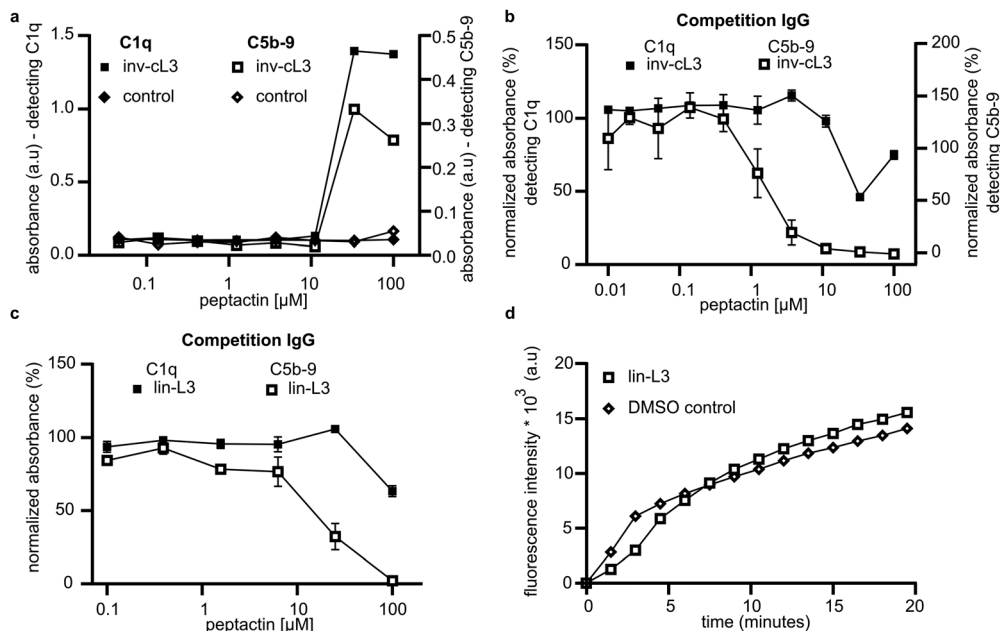 a
C1q C5b-9
inv-cL3 inv-cL3
control control
absorbance (a.u) - detecting C1q
1.5
1.0
0.5
0.0
absorbance (a.u) - detecting C5b-9
0.5
0.4
0.3
0.2
0.1
0.0
0.1 1 10 100
peptactin [µM]
b
Competition IgG
C1q C5b-9
inv-cL3 inv-cL3
normalized absorbance (%)
detecting C1q
150
100
50
0
normalized absorbance (%)
detecting C5b-9
200
150
100
50
0
0.01 0.1 1 10 100
peptactin [µM]
c
Competition IgG
C1q C5b-9
lin-L3 lin-L3
normalized absorbance (%)
150
100
50
0
0.1 1 10 100
peptactin [µM]
d
lin-L3
DMSO control
fluorescence intensity * 10³ (a.u)
20
15
10
5
0
0 5 10 15 20
time (minutes)